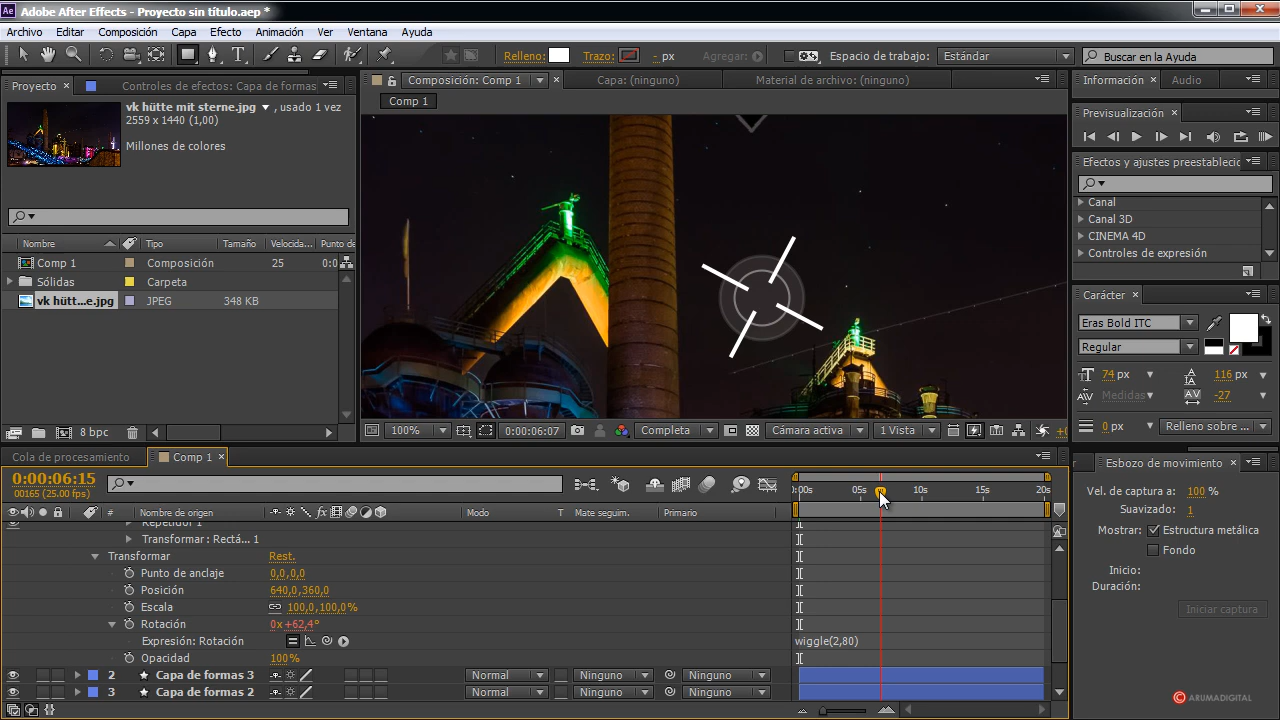 Adobe After Effects - Proyecto sin título.aep *
Archivo Editar Composición Capa Efecto Animación Ver Ventana Ayuda
Relleno: Trazo: - px Agregar: Espacio de trabajo: Estándar Buscar en la Ayuda
Proyecto Controles de efectos: Capa de formas
vk hütte mit sterne.jpg , usado 1 vez
2559 x 1440 (1,00)
Millones de colores
Nombre Tipo Tamaño Velocida... Punto de
Comp 1 Composición 25 0:0
Sólidas Carpeta
vk hütt...e.jpg JPEG 348 KB
8 bpc
Composición: Comp 1 Capa: (ninguno) Material de archivo: (ninguno)
Comp 1
100% 0:00:06:07 Completa Cámara activa 1 Vista
Información Audio
Previsualización
Efectos y ajustes preestablecic
Canal
Canal 3D
CINEMA 4D
Controles de expresión
Carácter
Eras Bold ITC
Regular
74 px 116 px
Medidas -27
0 px Relleno sobre ...
Cola de procesamiento Comp 1
0:00:06:15
00165 (25.00 fps)
Nombre de origen Modo T Mate seguim. Primario
):00s 05s 10s 15s 20s
Repetidor 1
Transformar : Rectá... 1
Transformar Rest.
Punto de anclaje 0,0,0,0
Posición 640,0,360,0
Escala 100,0,100,0%
Rotación 0x+62,4°
Expresión: Rotación wiggle(2,80)
Opacidad 100%
2 Capa de formas 3 Normal Ninguno Ninguno
3 Capa de formas 2 Normal Ninguno Ninguno
Esbozo de movimiento
Vel. de captura a: 100 %
Suavizado: 1
Mostrar: Estructura metálica
Fondo
Inicio:
Duración:
Iniciar captura
ARUMADIGITAL